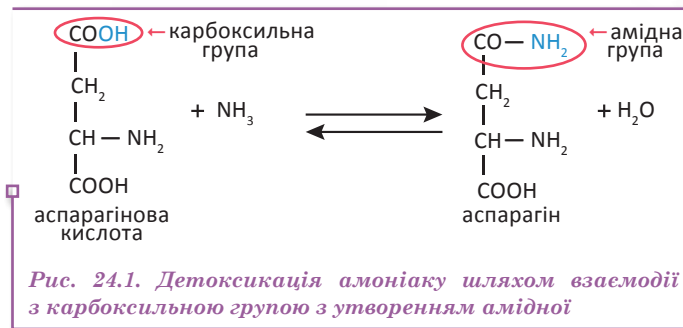 COOH ← карбоксильна група
CH₂
CH — NH₂
COOH
аспарагінова
кислота
+ NH₃
CO — NH₂ ← амідна група
CH₂
CH — NH₂
COOH
аспарагін
+ H₂O
Рис. 24.1. Детоксикація амоніаку шляхом взаємодії
з карбоксильною групою з утворенням амідної